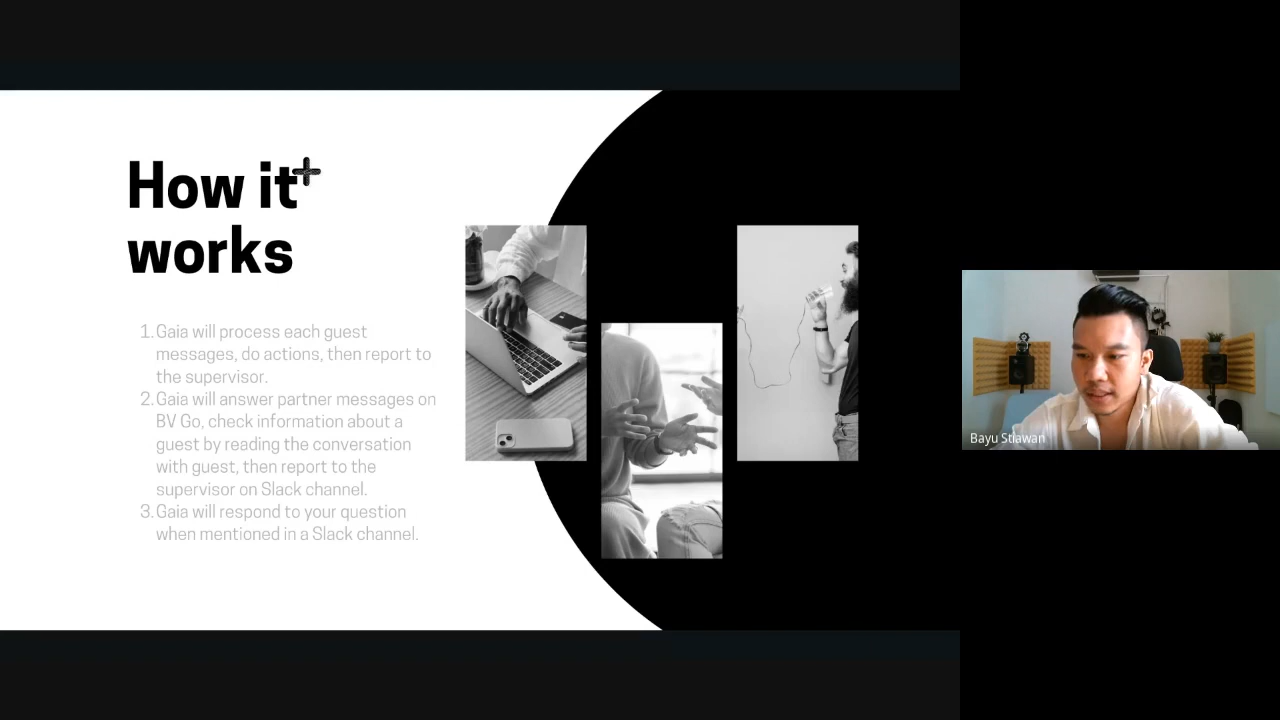 How it
works
1. Gaia will process each guest
messages, do actions, then report to
the supervisor.
2. Gaia will answer partner messages on
BV Go, check information about a
guest by reading the conversation
with guest, then report to the
supervisor on Slack channel.
3. Gaia will respond to your question
when mentioned in a Slack channel.
Bayu Stiawan